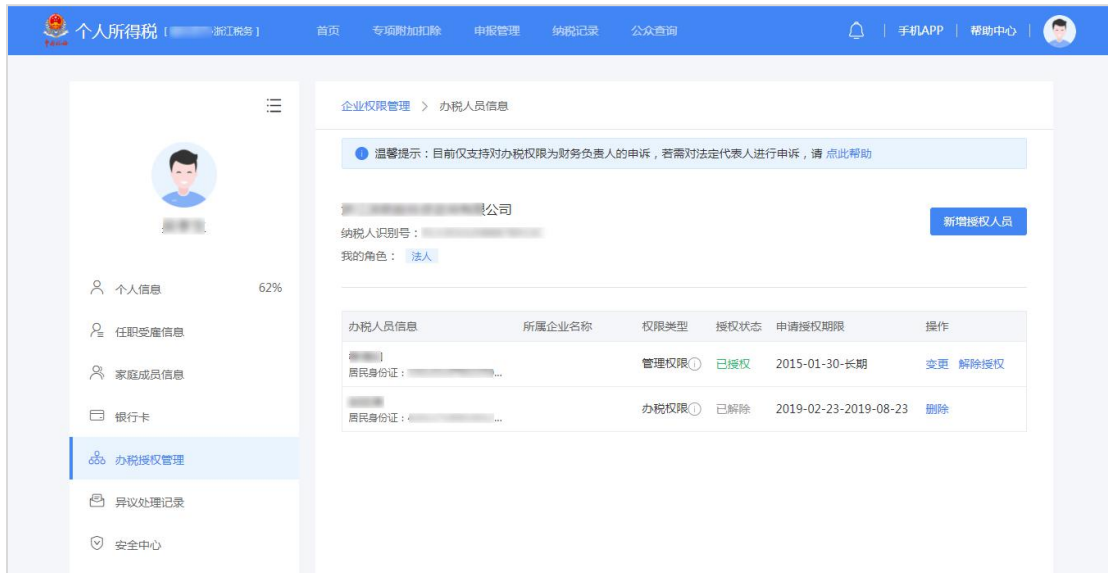 个人所得税 [ 浙江税务 ] 首页 专项附加扣除 申报管理 纳税记录 公众查询 手机APP | 帮助中心 |
企业权限管理 > 办税人员信息
温馨提示：目前仅支持对办税权限为财务负责人的申诉，若需对法定代表人进行申诉，请 点此帮助
公司
新增授权人员
纳税人识别号：
我的角色： 法人
个人信息 62%
任职受雇信息
家庭成员信息
银行卡
办税授权管理
异议处理记录
安全中心
办税人员信息 所属企业名称 权限类型 授权状态 申请授权期限 操作
管理权限 已授权 2015-01-30-长期 变更 解除授权
居民身份证： ...
办税权限 已解除 2019-02-23-2019-08-23 删除
居民身份证： ...